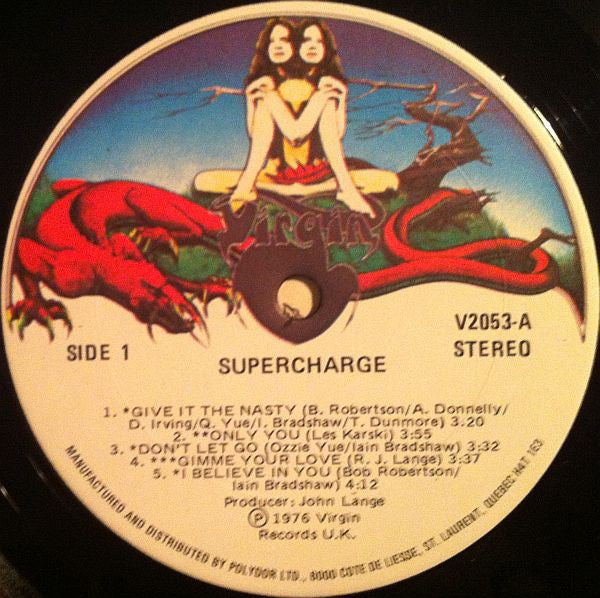 Virgin
SIDE 1
V2053-A
STEREO
SUPERCHARGE
1. *GIVE IT THE NASTY (B. Robertson/A. Donnelly/
D. Irving/Q. Yue/I. Bradshaw/T. Dunmore) 3.20
2. **ONLY YOU (Les Karski) 3:55
3. *DON'T LET GO (Ozzie Yue/Iain Bradshaw) 3:32
4. ***GIMME YOUR LOVE (R. J. Lange) 3:37
5. *I BELIEVE IN YOU (Bob Robertson/
Iain Bradshaw) 4:12
Producer: John Lange
Ⓟ 1976 Virgin
Records U.K.
MANUFACTURED AND DISTRIBUTED BY POLYDOR LTD., 6000 COTE DE LIESSE, ST. LAURENT, QUEBEC H4T 1E3